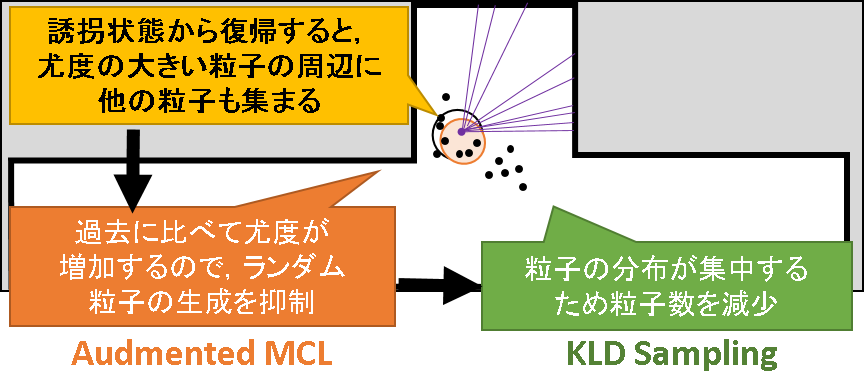 誘拐状態から復帰すると,
尤度の大きい粒子の周辺に
他の粒子も集まる
過去に比べて尤度が
増加するので, ランダム
粒子の生成を抑制
粒子の分布が集中する
ため粒子数を減少
Audmented MCL
KLD Sampling